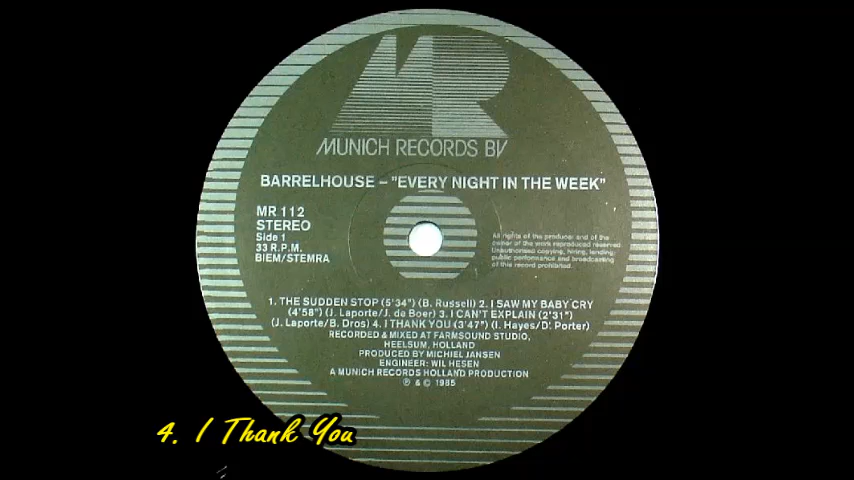 MR
MUNICH RECORDS BV
BARRELHOUSE – "EVERY NIGHT IN THE WEEK"
MR 112
STEREO
Side 1
33 R.P.M.
BIEM/STEMRA
All rights of the producer and of the
owner of the work reproduced reserved
Unauthorised copying, hiring, lending,
public performance and broadcasting
of this record prohibited.
1. THE SUDDEN STOP (5'34") (B. Russell) 2. I SAW MY BABY CRY
(4'58") (J. Laporte/J. de Boer) 3. I CAN'T EXPLAIN (2'31")
(J. Laporte/B. Dros) 4. I THANK YOU (3'47") (I. Hayes/D. Porter)
RECORDED & MIXED AT FARMSOUND STUDIO,
HEELSUM, HOLLAND
PRODUCED BY MICHIEL JANSEN
ENGINEER: WIL HESEN
A MUNICH RECORDS HOLLAND PRODUCTION
℗ & © 1985
4. I Thank You